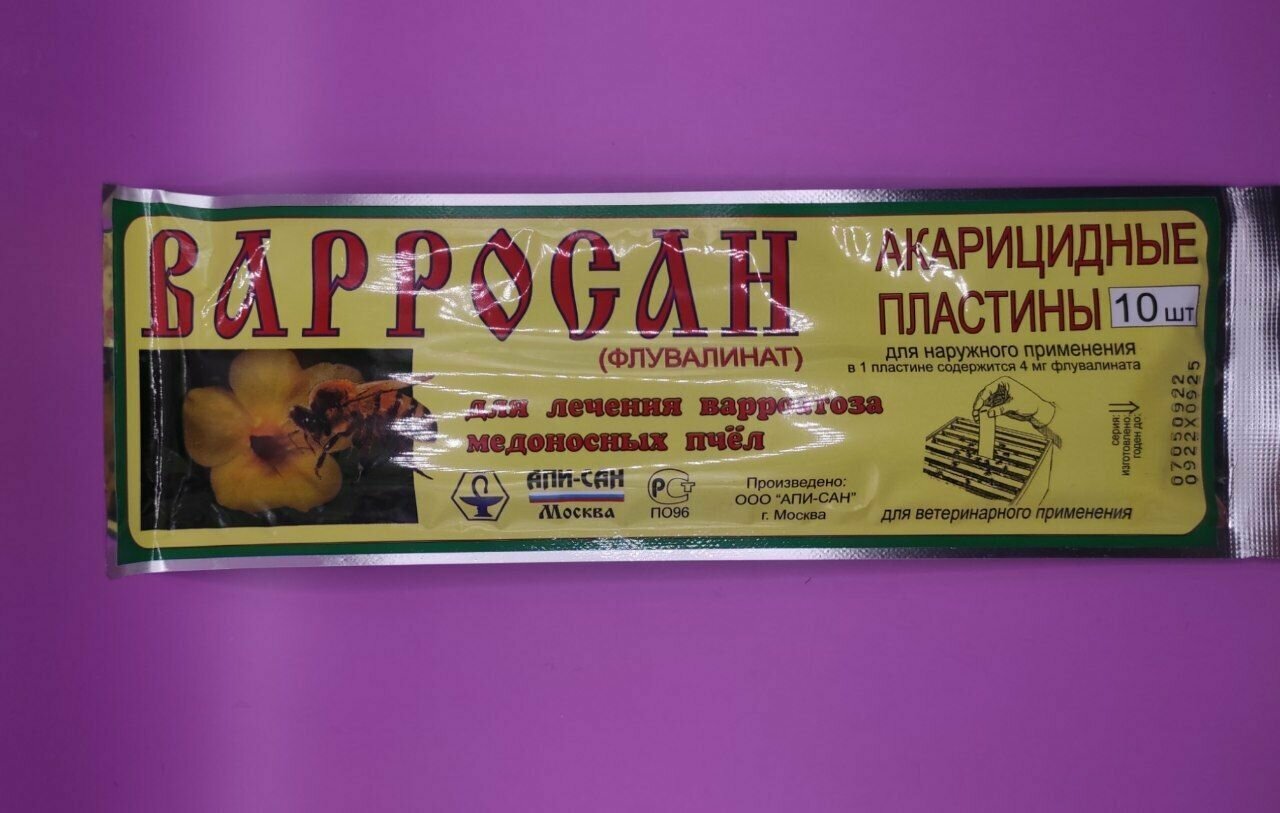 ВАРРОСАН
(ФЛУВАЛИНАТ)
для лечения варроатоза
медоносных пчёл
АПИ-САН
Москва
РСТ
ПО96
Произведено:
ООО "АПИ-САН"
г. Москва
АКАРИЦИДНЫЕ
ПЛАСТИНЫ 10 шт
для наружного применения
в 1 пластине содержится 4 мг флувалината
для ветеринарного применения
серия:
изготовлено:
годен до:
07050922
0922X0925